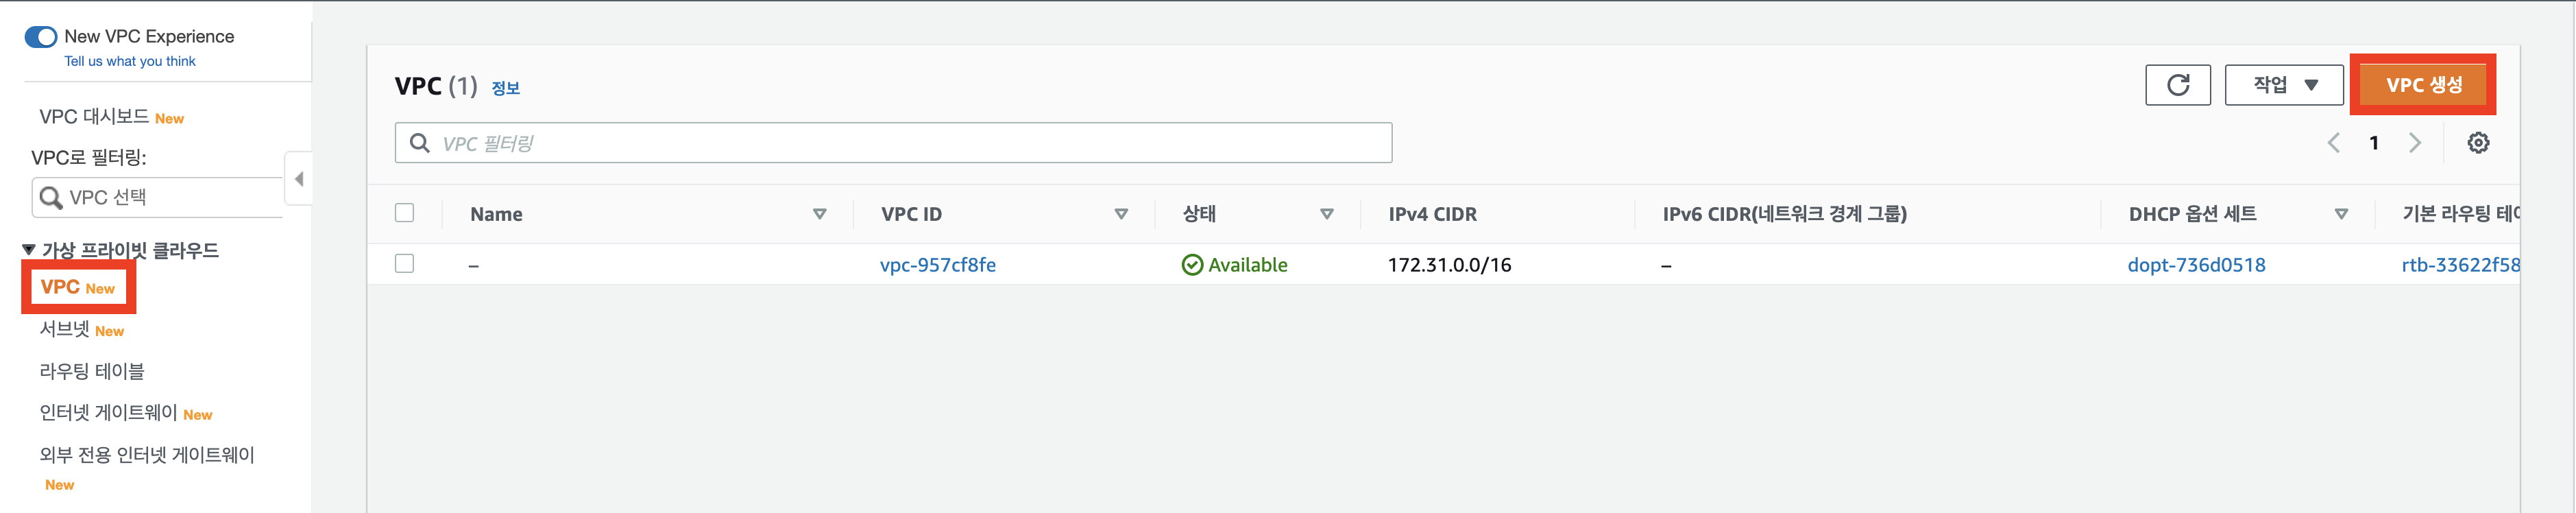 New VPC Experience
Tell us what you think
VPC 대시보드 New
VPC로 필터링:
VPC 선택
가상 프라이빗 클라우드
VPC New
서브넷 New
라우팅 테이블
인터넷 게이트웨이 New
외부 전용 인터넷 게이트웨이
New
VPC (1) 정보
작업 VPC 생성
VPC 필터링
1
Name VPC ID 상태 IPv4 CIDR IPv6 CIDR(네트워크 경계 그룹) DHCP 옵션 세트 기본 라우팅
– vpc-957cf8fe Available 172.31.0.0/16 – dopt-736d0518 rtb-33622f58